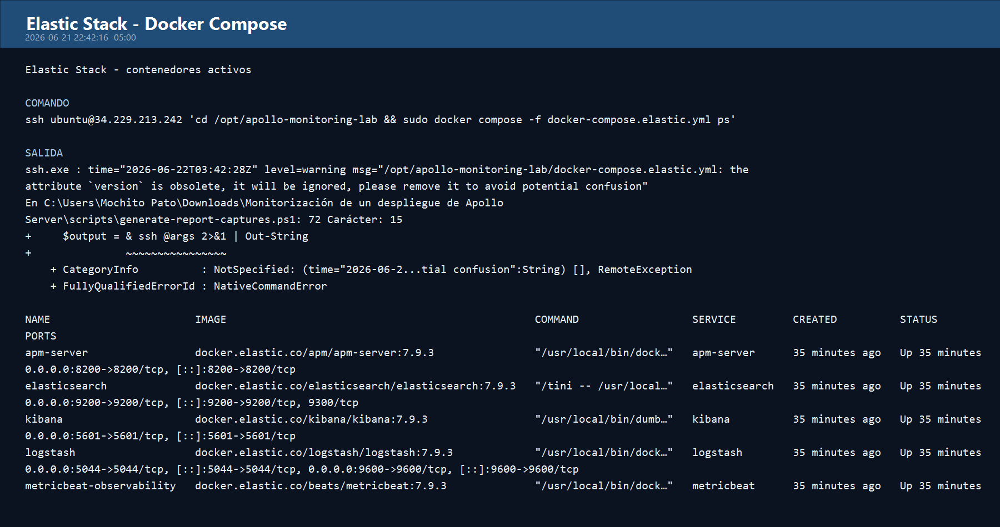 Elastic Stack - Docker Compose
2026-06-21 22:42:16 -05:00
Elastic Stack - contenedores activos
COMANDO
ssh ubuntu@34.229.213.242 'cd /opt/apollo-monitoring-lab && sudo docker compose -f docker-compose.elastic.yml ps'
SALIDA
ssh.exe : time="2026-06-22T03:42:28Z" level=warning msg="/opt/apollo-monitoring-lab/docker-compose.elastic.yml: the
attribute `version` is obsolete, it will be ignored, please remove it to avoid potential confusion"
En C:\Users\Mochito Pato\Downloads\Monitorización de un despliegue de Apollo
Server\scripts\generate-report-captures.ps1: 72 Carácter: 15
+     $output = & ssh @args 2>&1 | Out-String
+               ~~~~~~~~~~~~~~~~
    + CategoryInfo          : NotSpecified: (time="2026-06-2...tial confusion":String) [], RemoteException
    + FullyQualifiedErrorId : NativeCommandError
NAME                       IMAGE                                                 COMMAND                  SERVICE         CREATED          STATUS
PORTS
apm-server                 docker.elastic.co/apm/apm-server:7.9.3                "/usr/local/bin/dock…"   apm-server      35 minutes ago   Up 35 minutes
0.0.0.0:8200->8200/tcp, [::]:8200->8200/tcp
elasticsearch              docker.elastic.co/elasticsearch/elasticsearch:7.9.3   "/tini -- /usr/local…"   elasticsearch   35 minutes ago   Up 35 minutes
0.0.0.0:9200->9200/tcp, [::]:9200->9200/tcp, 9300/tcp
kibana                     docker.elastic.co/kibana/kibana:7.9.3                 "/usr/local/bin/dumb…"   kibana          35 minutes ago   Up 35 minutes
0.0.0.0:5601->5601/tcp, [::]:5601->5601/tcp
logstash                   docker.elastic.co/logstash/logstash:7.9.3             "/usr/local/bin/dock…"   logstash        35 minutes ago   Up 35 minutes
0.0.0.0:5044->5044/tcp, [::]:5044->5044/tcp, 0.0.0.0:9600->9600/tcp, [::]:9600->9600/tcp
metricbeat-observability   docker.elastic.co/beats/metricbeat:7.9.3              "/usr/local/bin/dock…"   metricbeat      35 minutes ago   Up 35 minutes